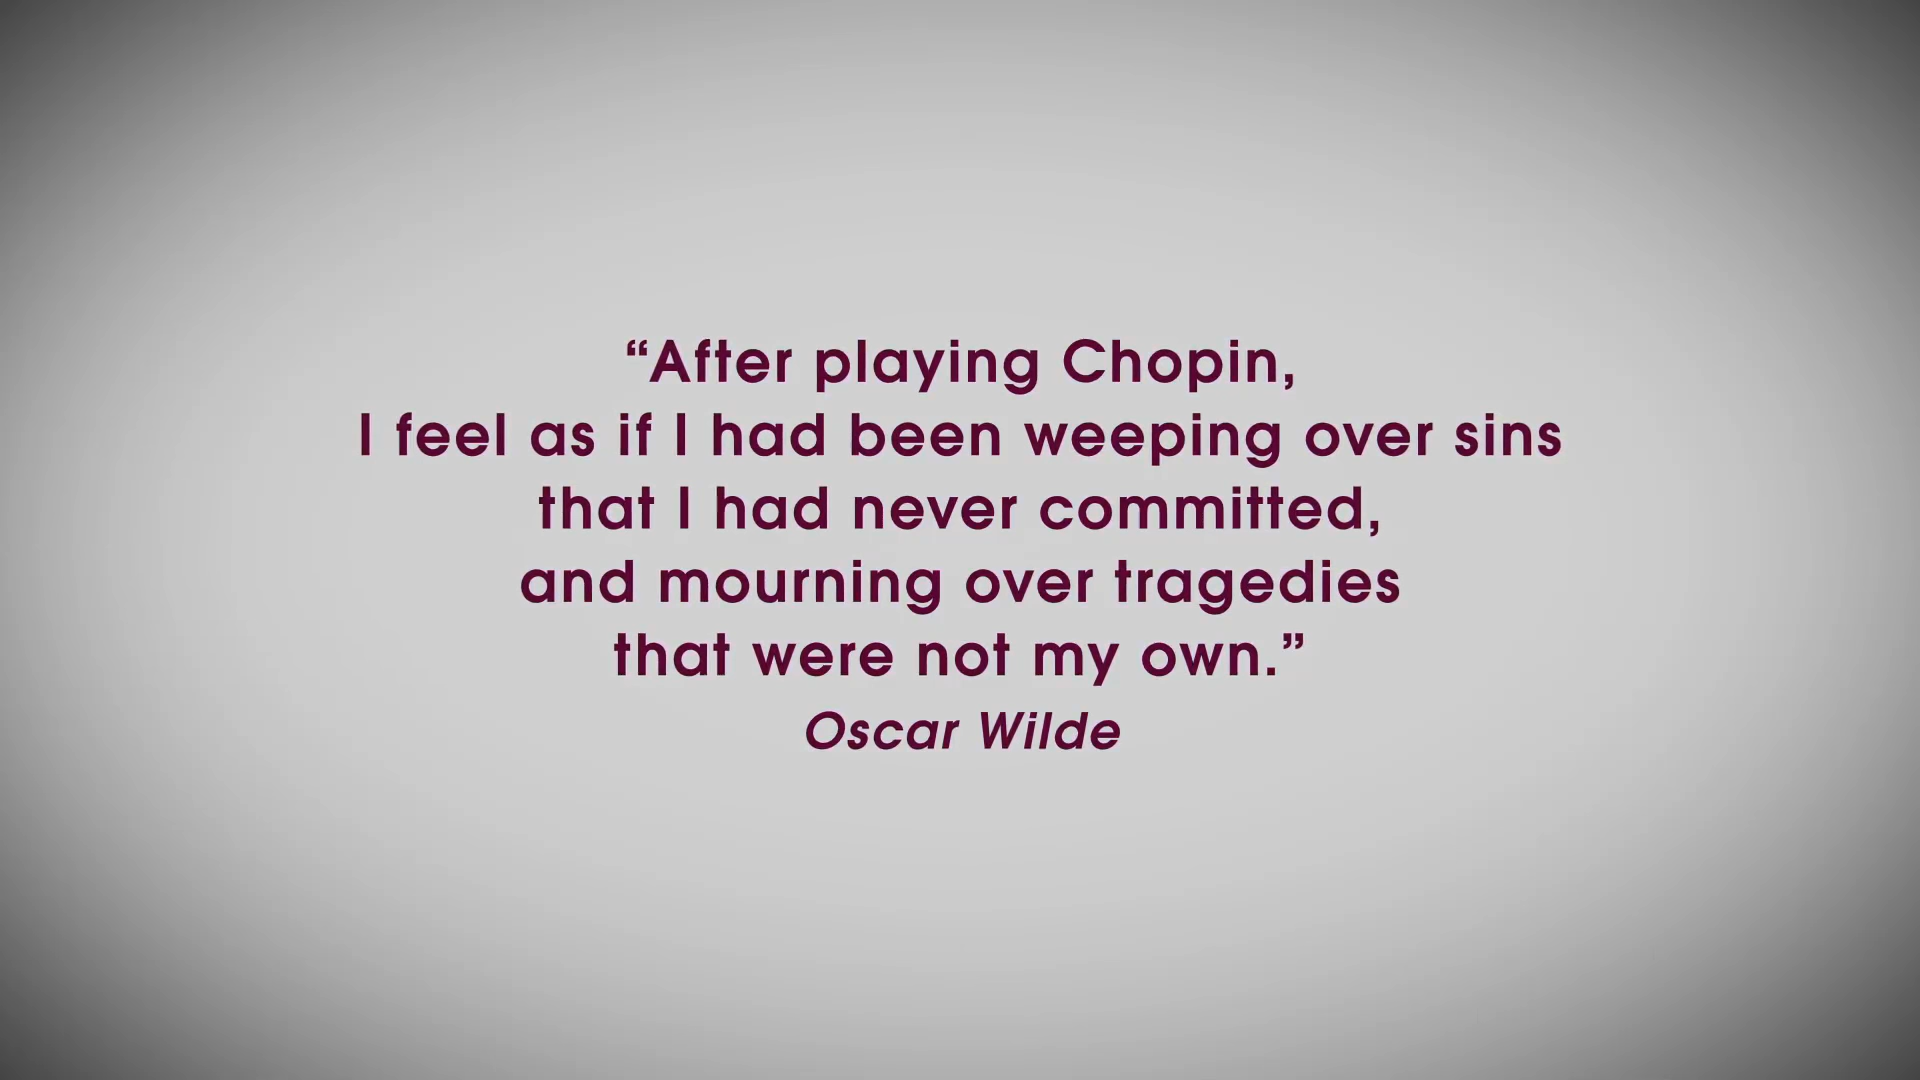 “After playing Chopin,
I feel as if I had been weeping over sins
that I had never committed,
and mourning over tragedies
that were not my own.”
Oscar Wilde